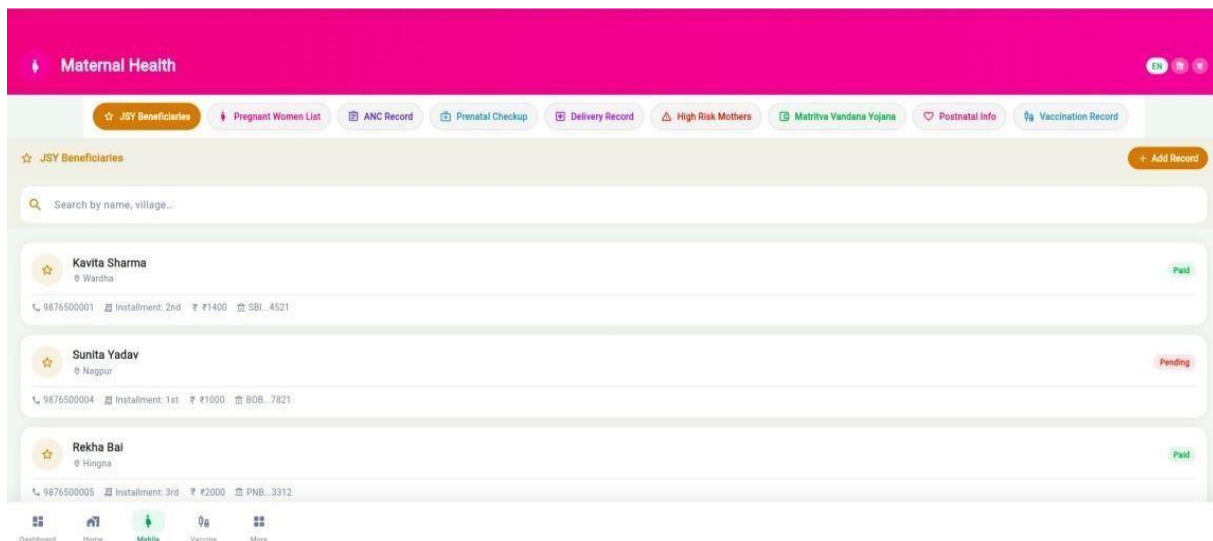 Maternal Health
EN हि म
JSY Beneficiaries Pregnant Women List ANC Record Prenatal Checkup Delivery Record High Risk Mothers Matritva Vandana Yojana Postnatal Info Vaccination Record
JSY Beneficiaries + Add Record
Search by name, village...
Kavita Sharma
Wardha
Paid
9876500001 Installment: 2nd ₹ ₹1400 SBI...4521
Sunita Yadav
Nagpur
Pending
9876500004 Installment: 1st ₹ ₹1000 BOB...7821
Rekha Bai
Hingna
Paid
9876500005 Installment: 3rd ₹ ₹2000 PNB...3312
Dashboard Home Mahila Vaccine More